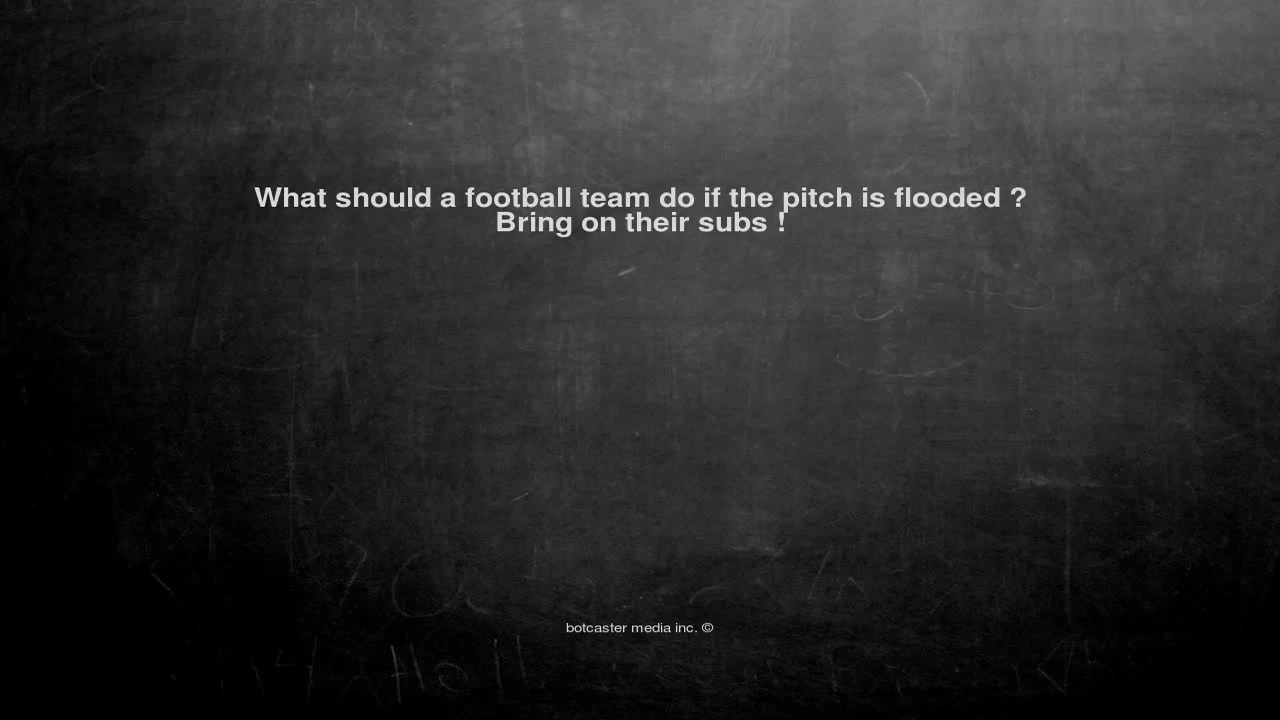 What should a football team do if the pitch is flooded ?
Bring on their subs !
botcaster media inc. ©